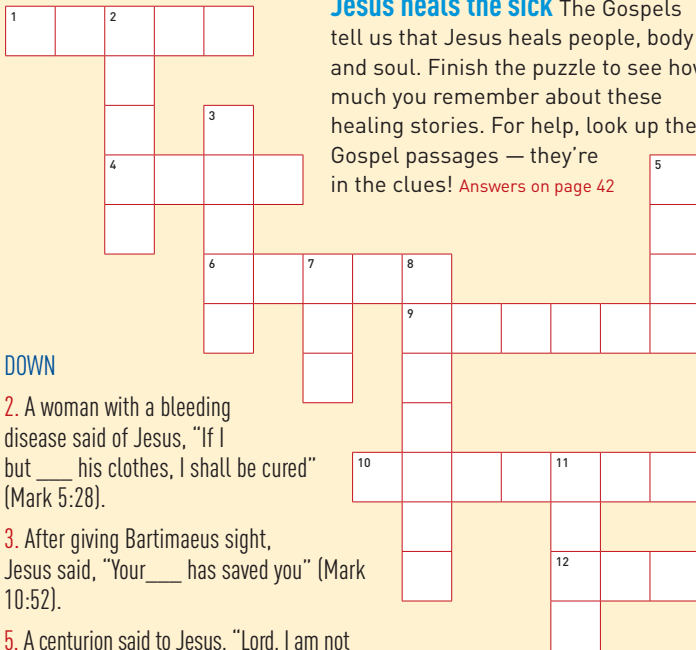 Jesus heals the sick The Gospels
tell us that Jesus heals people, body
and soul. Finish the puzzle to see
much you remember about these
healing stories. For help, look up the
Gospel passages — they’re
in the clues! Answers on page 42
1
2
3
4
5
6
7
8
9
10
11
12
DOWN
2. A woman with a bleeding
disease said of Jesus, “If I
but ___ his clothes, I shall be cured”
(Mark 5:28).
3. After giving Bartimaeus sight,
Jesus said, “Your___ has saved you” (Mark
10:52).
5. A centurion said to Jesus, “Lord, I am not